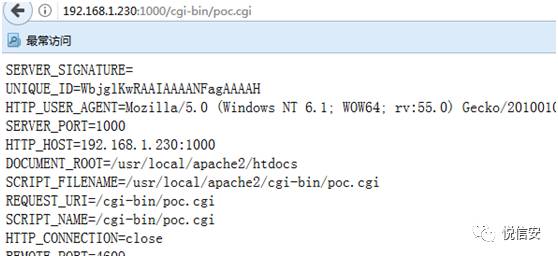 192.168.1.230:1000/cgi-bin/poc.cgi
最常访问
SERVER_SIGNATURE=
UNIQUE_ID=WbjglKwRAAIAAAANFagAAAAH
HTTP_USER_AGENT=Mozilla/5.0 (Windows NT 6.1; WOW64; rv:55.0) Gecko/2010010
SERVER_PORT=1000
HTTP_HOST=192.168.1.230:1000
DOCUMENT_ROOT=/usr/local/apache2/htdocs
SCRIPT_FILENAME=/usr/local/apache2/cgi-bin/poc.cgi
REQUEST_URI=/cgi-bin/poc.cgi
SCRIPT_NAME=/cgi-bin/poc.cgi
HTTP_CONNECTION=close
REMOTE_PORT=4609
悦信安